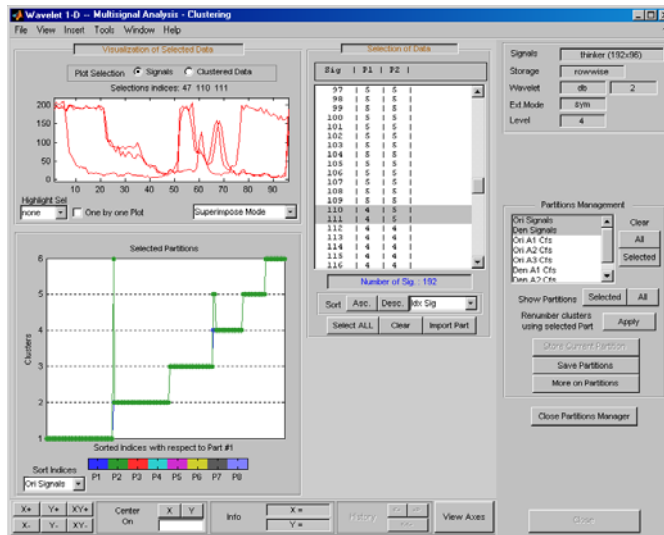 Wavelet 1-D -- Multisignal Analysis - Clustering
File View Insert Tools Window Help
Visualization of Selected Data
Plot Selection Signals Clustered Data
Selections indices: 47 110 111
200
150
100
50
0
10 20 30 40 50 60 70 80 90
Highlight Sel
none One by one Plot Superimpose Mode
Selected Partitions
6
5
4
3
2
1
Clusters
Sorted Indices with respect to Part #1
Sort Indices
Ori Signals
P1 P2 P3 P4 P5 P6 P7 P8
Selection of Data
Sig | P1 | P2 |
97 | 5 | 5 |
98 | 5 | 5 |
99 | 5 | 5 |
100 | 5 | 5 |
101 | 5 | 5 |
102 | 5 | 5 |
103 | 5 | 5 |
104 | 5 | 5 |
105 | 5 | 5 |
106 | 5 | 5 |
107 | 5 | 5 |
108 | 5 | 5 |
109 | 5 | 5 |
110 | 4 | 5 |
111 | 4 | 5 |
112 | 4 | 4 |
113 | 4 | 4 |
114 | 4 | 4 |
115 | 4 | 4 |
116 | 4 | 4 |
Number of Sig. : 192
Sort Asc. Desc. Idx Sig
Select ALL Clear Import Part
Signals thinker (192x96)
Storage rowwise
Wavelet db 2
Ext.Mode sym
Level 4
Partitions Management
Ori Signals
Den Signals
Ori A1 Cfs
Ori A2 Cfs
Ori A3 Cfs
Den A1 Cfs
Den A2 Cfs
Clear
All
Selected
Show Partitions Selected All
Renumber clusters
using selected Part Apply
Store Current Partition
Save Partitions
More on Partitions
Close Partitions Manager
X+ Y+ XY+
X- Y- XY-
Center
On
X Y
Info
X =
Y =
History
<- ->
<<-
View Axes
Close